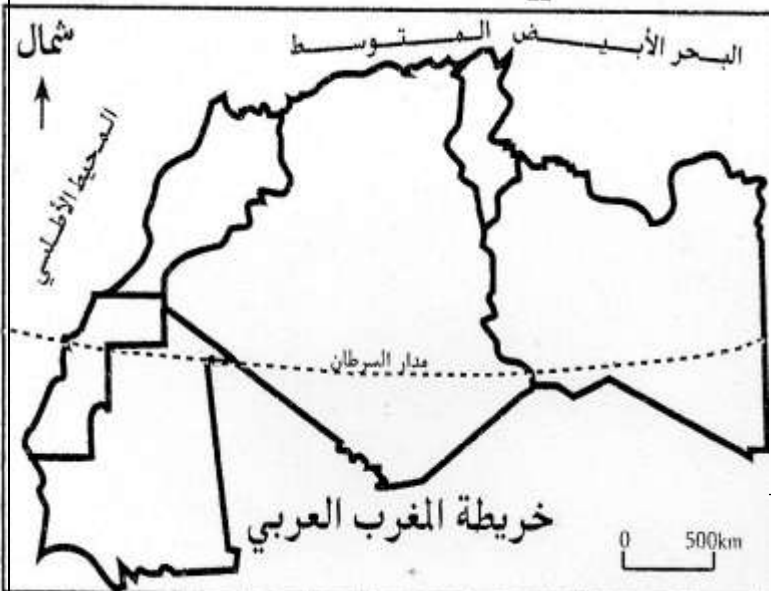 شمال
البحر الأبيض المتوسط
المحيط الأطلسي
مدار السرطان
خريطة المغرب العربي
0 500km